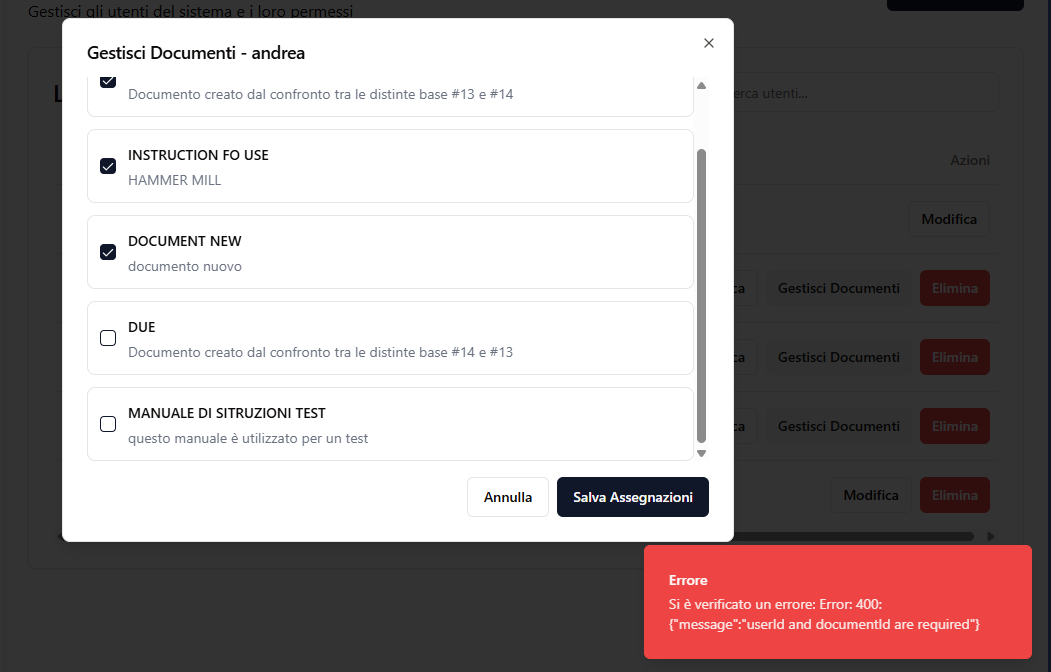 Gestisci gli utenti del sistema e i loro permessi
Gestisci Documenti - andrea
Documento creato dal confronto tra le distinte base #13 e #14
INSTRUCTION FO USE
HAMMER MILL
DOCUMENT NEW
documento nuovo
DUE
Documento creato dal confronto tra le distinte base #14 e #13
MANUALE DI SITRUZIONI TEST
questo manuale è utilizzato per un test
Annulla
Salva Assegnazioni
utenti...
Azioni
Modifica
Gestisci Documenti
Elimina
Gestisci Documenti
Elimina
Gestisci Documenti
Elimina
Modifica
Elimina
Errore
Si è verificato un errore: Error: 400:
{"message":"userId and documentId are required"}